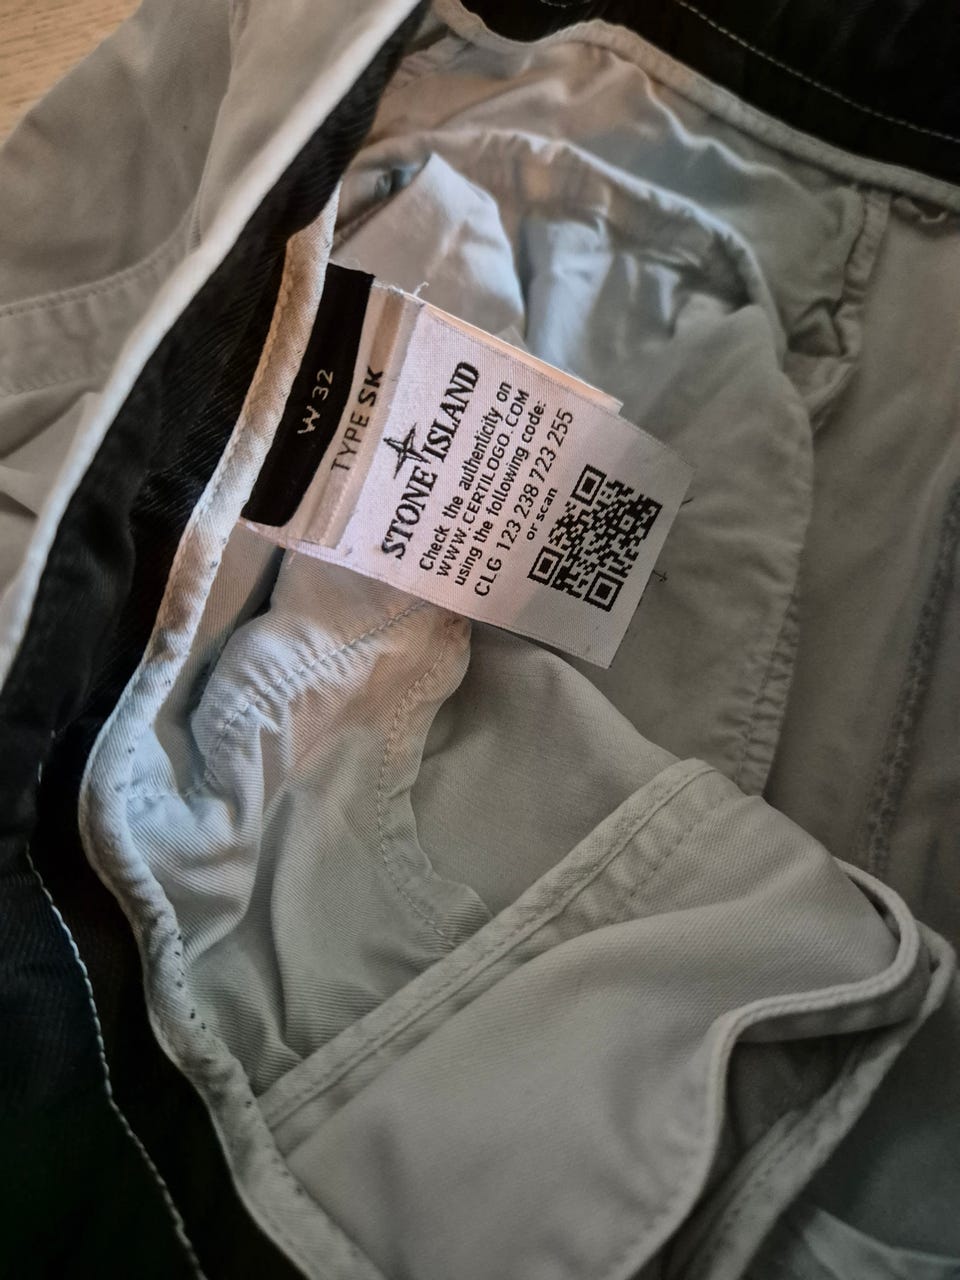 W 32
TYPE SK
STONE ISLAND
Check the authenticity on
WWW.CERTILOGO.COM
using the following code:
CLG 123 238 723 255
or scan